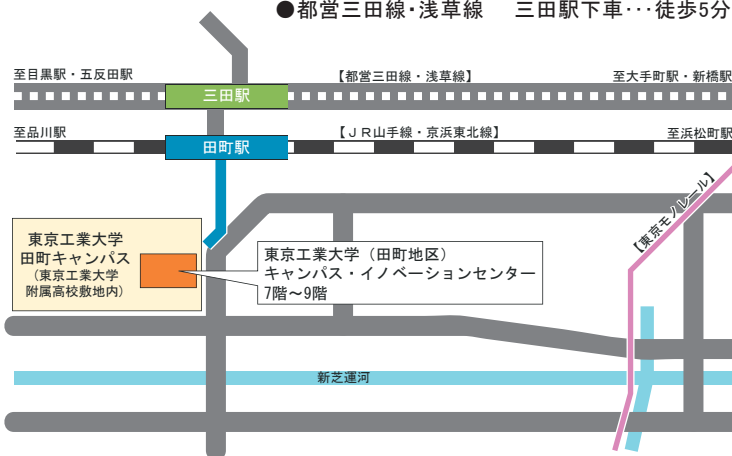 ●都営三田線・浅草線　三田駅下車･･･徒歩5分
至目黒駅・五反田駅
【都営三田線・浅草線】
至大手町駅・新橋駅
三田駅
至品川駅
【ＪＲ山手線・京浜東北線】
至浜松町駅
田町駅
【東京モノレール】
東京工業大学
田町キャンパス
（東京工業大学
附属高校敷地内）
東京工業大学（田町地区）
キャンパス・イノベーションセンター
7階～9階
新芝運河